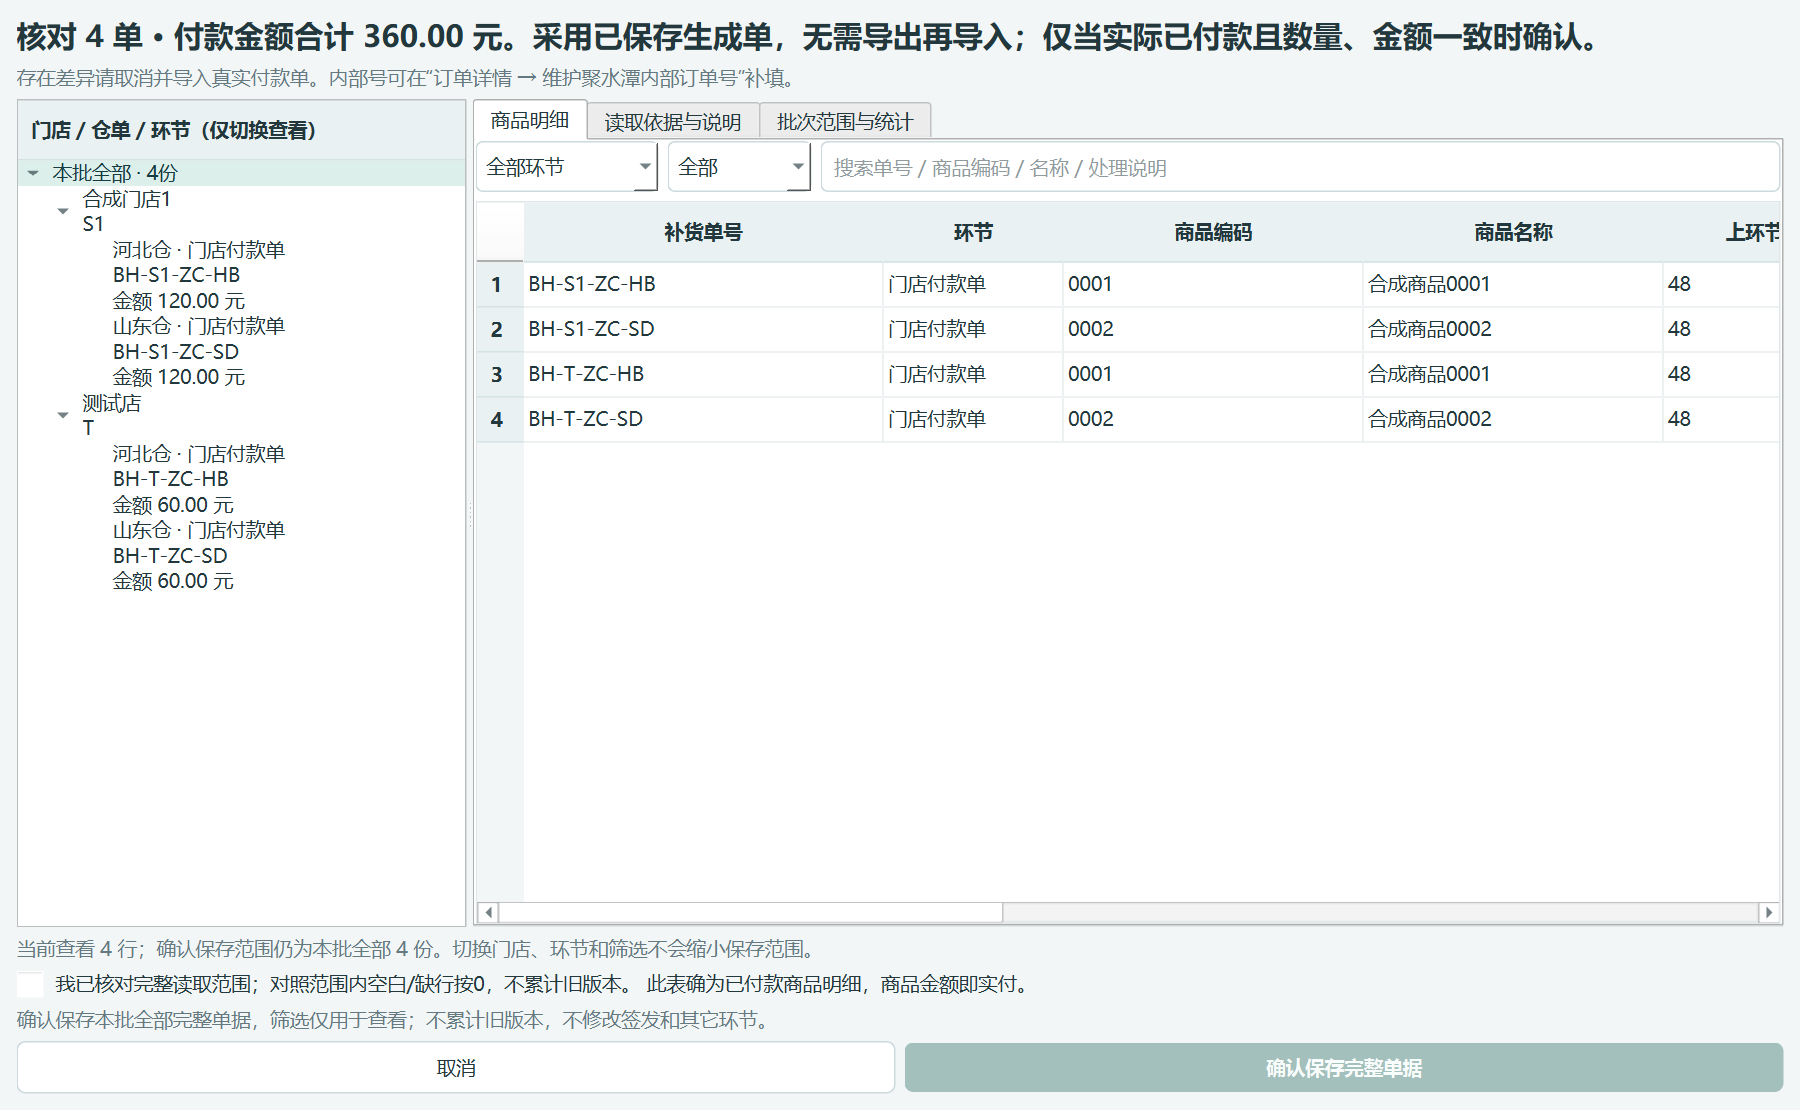 核对 4 单 • 付款金额合计 360.00 元。采用已保存生成单，无需导出再导入；仅当实际已付款且数量、金额一致时确认。
存在差异请取消并导入真实付款单。内部号可在“订单详情 → 维护聚水潭内部订单号”补填。
门店 / 仓单 / 环节（仅切换查看）
本批全部 · 4份
合成门店1
S1
河北仓 · 门店付款单
BH-S1-ZC-HB
金额 120.00 元
山东仓 · 门店付款单
BH-S1-ZC-SD
金额 120.00 元
测试店
T
河北仓 · 门店付款单
BH-T-ZC-HB
金额 60.00 元
山东仓 · 门店付款单
BH-T-ZC-SD
金额 60.00 元
商品明细 读取依据与说明 批次范围与统计
全部环节 全部 搜索单号 / 商品编码 / 名称 / 处理说明
补货单号 环节 商品编码 商品名称 上环节
1 BH-S1-ZC-HB 门店付款单 0001 合成商品0001 48
2 BH-S1-ZC-SD 门店付款单 0002 合成商品0002 48
3 BH-T-ZC-HB 门店付款单 0001 合成商品0001 48
4 BH-T-ZC-SD 门店付款单 0002 合成商品0002 48
当前查看 4 行；确认保存范围仍为本批全部 4 份。切换门店、环节和筛选不会缩小保存范围。
我已核对完整读取范围；对照范围内空白/缺行按0，不累计旧版本。 此表确为已付款商品明细，商品金额即实付。
确认保存本批全部完整单据，筛选仅用于查看；不累计旧版本，不修改签发和其它环节。
取消 确认保存完整单据